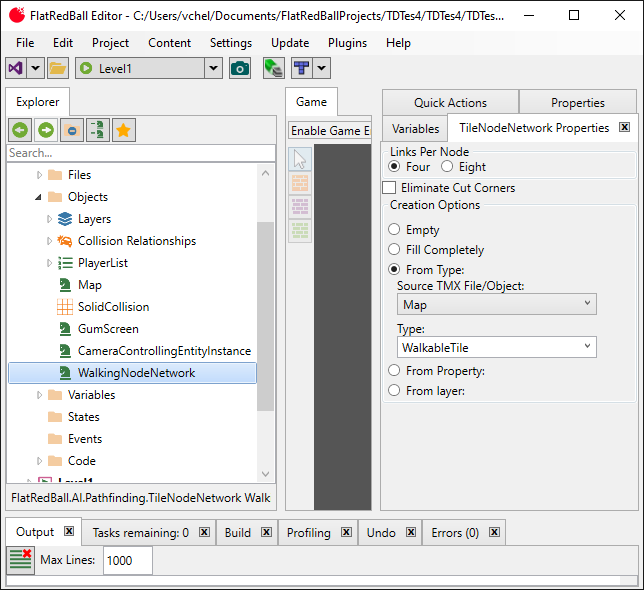 FlatRedBall Editor - C:/Users/vchel/Documents/FlatRedBallProjects/TDTes4/TDTes4/TDTes...
File Edit Project Content Settings Update Plugins Help
Level1
Explorer
Search...
Files
Objects
Layers
Collision Relationships
PlayerList
Map
SolidCollision
GumScreen
CameraControllingEntityInstance
WalkingNodeNetwork
Variables
States
Events
Code
Level1
FlatRedBall.AI.Pathfinding.TileNodeNetwork Walk
Game
Enable Game E
Quick Actions Properties
Variables TileNodeNetwork Properties
Links Per Node
Four Eight
Eliminate Cut Corners
Creation Options
Empty
Fill Completely
From Type:
Source TMX File/Object:
Map
Type:
WalkableTile
From Property:
From layer:
Output Tasks remaining: 0 Build Profiling Undo Errors (0)
Max Lines: 1000